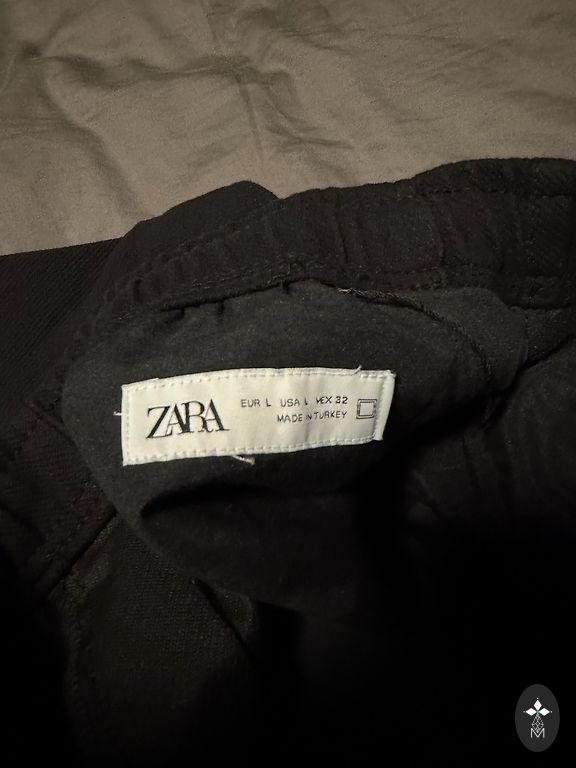 ZARA
EUR L USA L MEX 32
MADE IN TURKEY
M